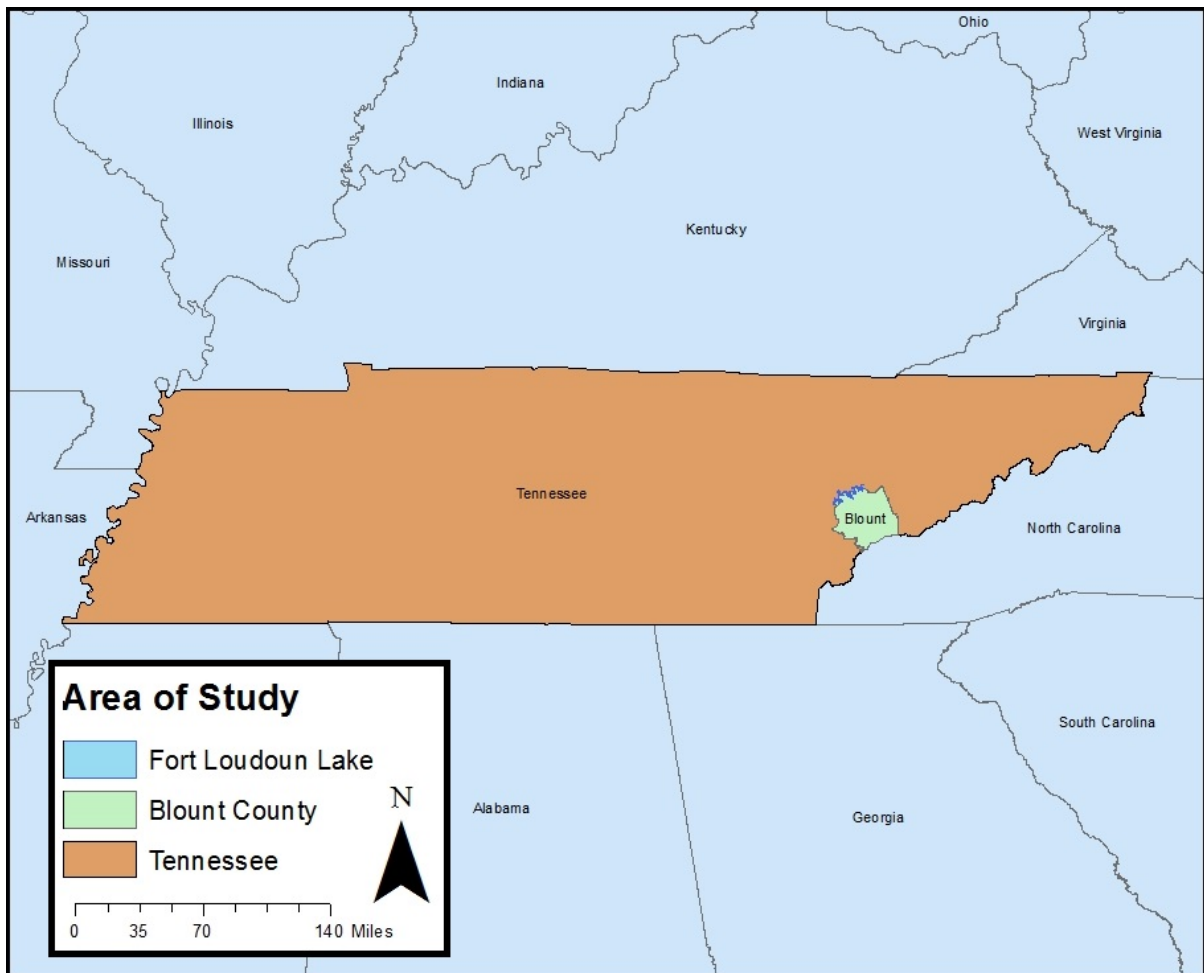 Ohio
Indiana
Illinois
West Virginia
Kentucky
Missouri
Virginia
Tennessee
Blount
Arkansas
North Carolina
South Carolina
Alabama
Georgia
Area of Study
Fort Loudoun Lake
Blount County
Tennessee
N
0 35 70 140 Miles